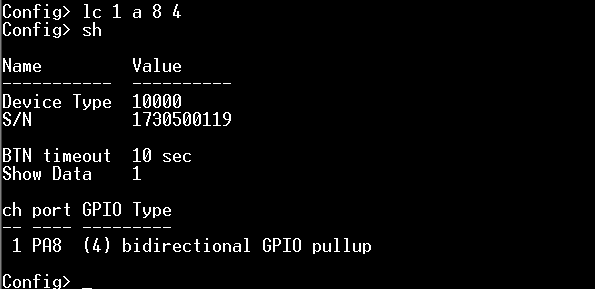 Config> lc 1 a 8 4
Config> sh
Name         Value
-----------  ----------
Device Type  10000
S/N          1730500119
BTN timeout  10 sec
Show Data    1
ch port GPIO Type
-- ---- ---------
 1 PA8  (4) bidirectional GPIO pullup
Config> _